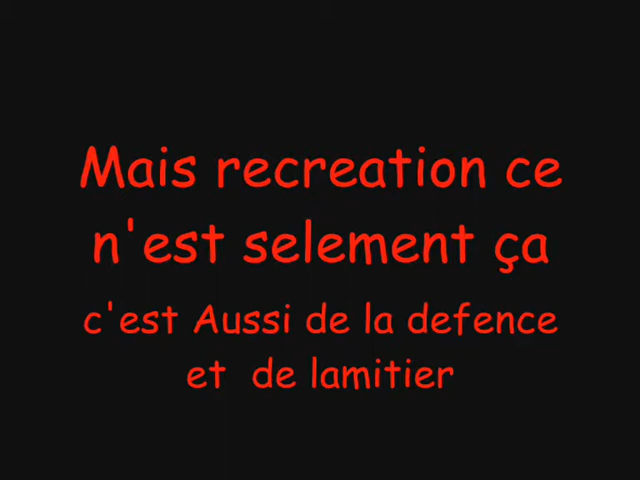 Mais recreation ce
n'est selement ça
c'est Aussi de la defence
et de lamitier